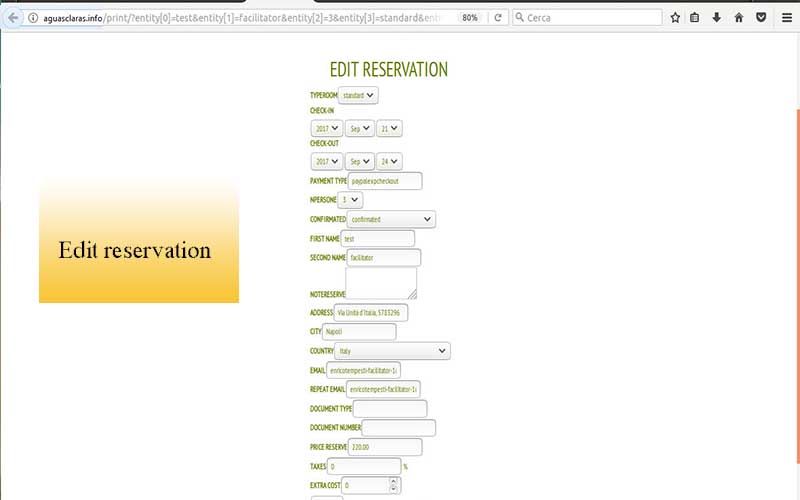 aguasclaras.info/print/?entity[0]=test&entity[1]=facilitator&entity[2]=3&entity[3]=standard&ent
80%
Cerca
EDIT RESERVATION
TYPEROOM standard
CHECK-IN
2017 Sep 21
CHECK-OUT
2017 Sep 24
PAYMENT TYPE paypalexpcheckout
NPERSONE 3
CONFIRMATED confirmated
FIRST NAME test
SECOND NAME facilitator
NOTERESERVE
ADDRESS Via Unità d'Italia, 5783296
CITY Napoli
COUNTRY Italy
EMAIL enricotempesti-facilitator-1@
REPEAT EMAIL enricotempesti-facilitator-1@
DOCUMENT TYPE
DOCUMENT NUMBER
PRICE RESERVE 220.00
TAXES 0 %
EXTRA COST 0
Edit reservation